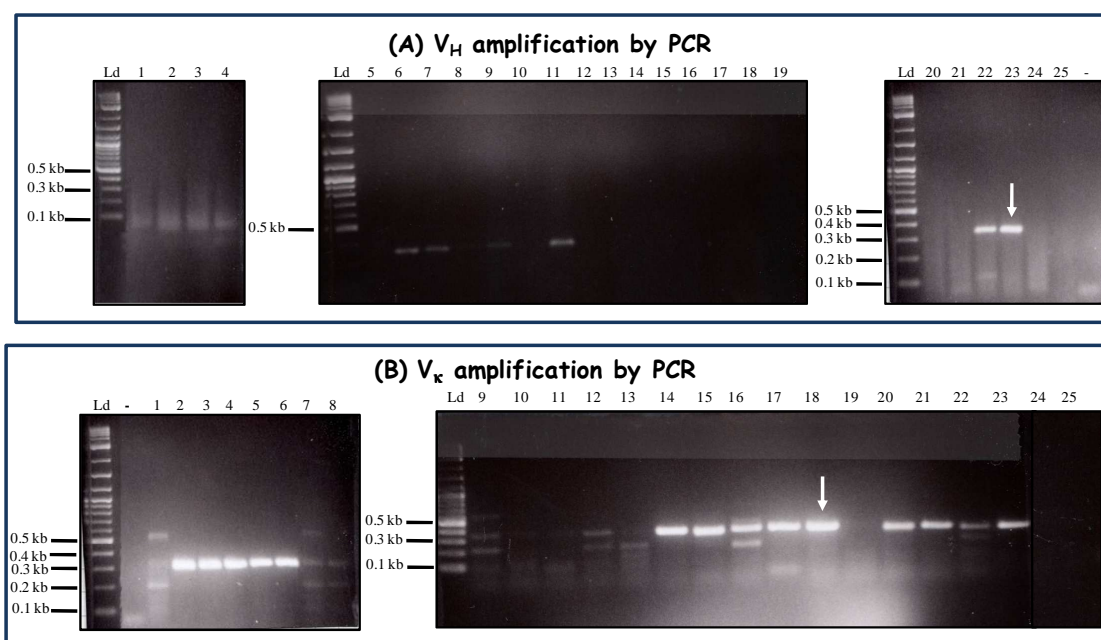 (A) VH amplification by PCR
Ld 1 2 3 4
0.5 kb
0.3 kb
0.1 kb
Ld 5 6 7 8 9 10 11 12 13 14 15 16 17 18 19
0.5 kb
Ld 20 21 22 23 24 25 -
0.5 kb
0.4 kb
0.3 kb
0.2 kb
0.1 kb
(B) Vκ amplification by PCR
Ld - 1 2 3 4 5 6 7 8
0.5 kb
0.4 kb
0.3 kb
0.2 kb
0.1 kb
Ld 9 10 11 12 13 14 15 16 17 18 19 20 21 22 23 24 25
0.5 kb
0.3 kb
0.1 kb